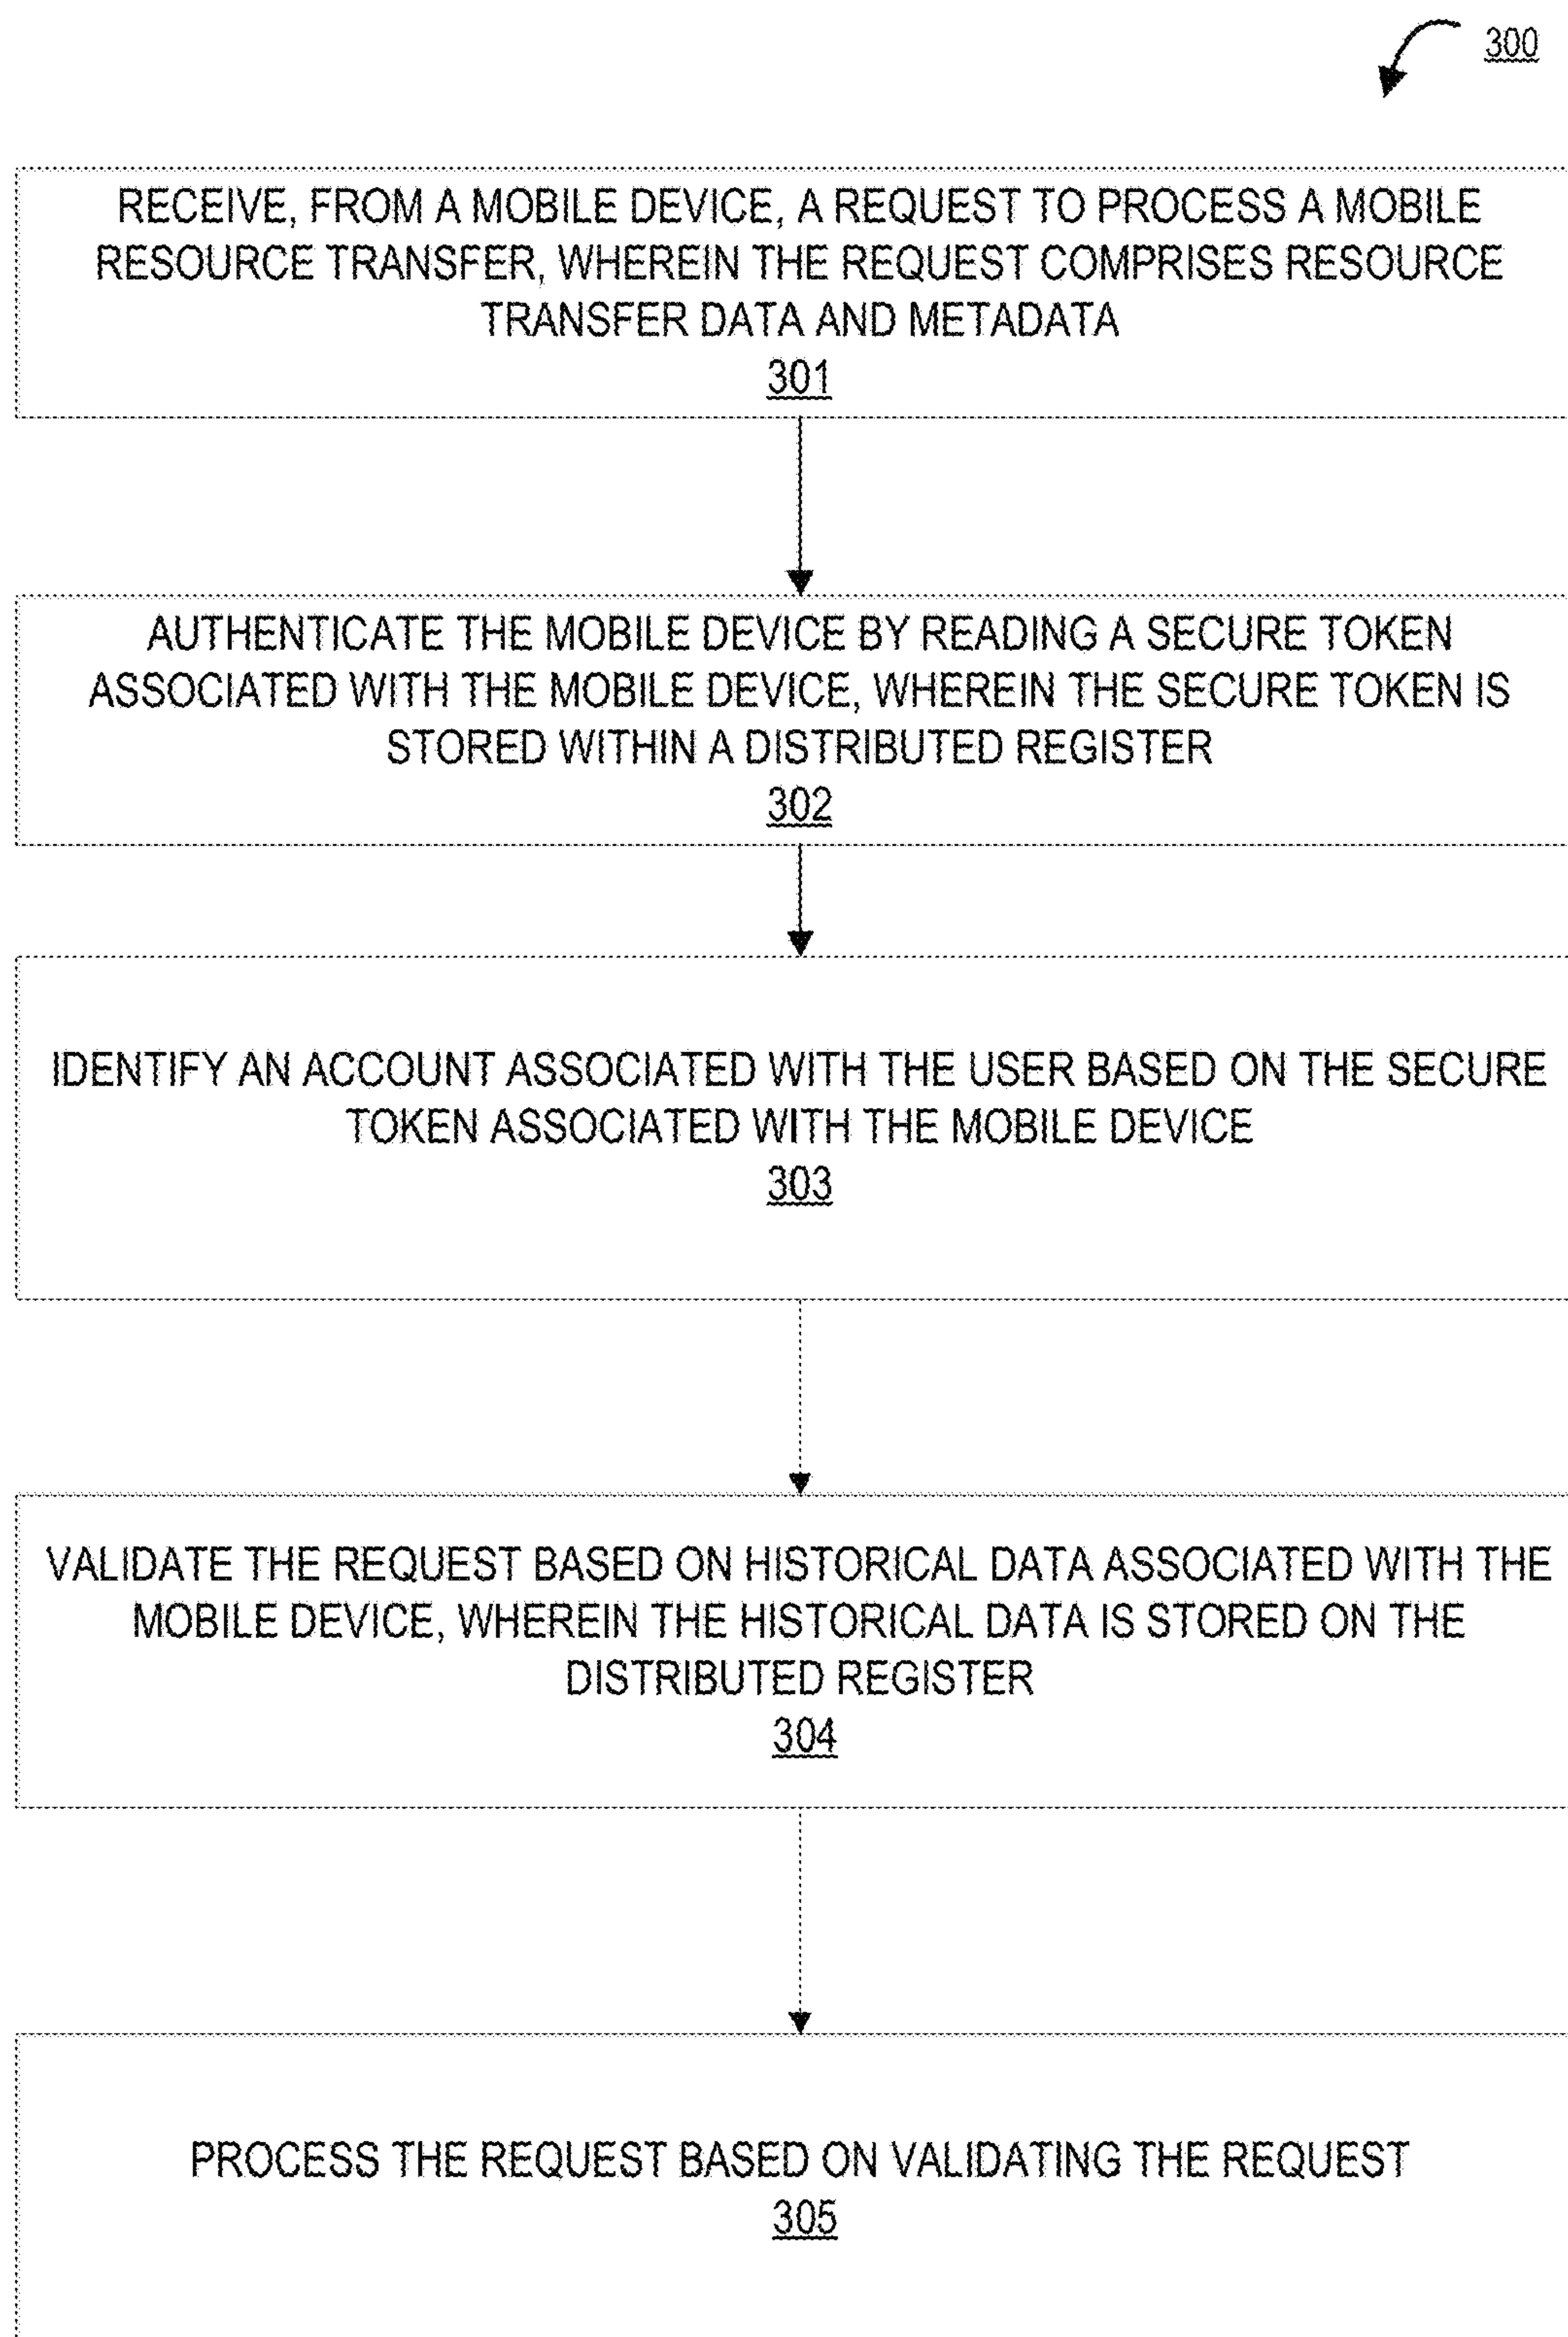 300
RECEIVE, FROM A MOBILE DEVICE, A REQUEST TO PROCESS A MOBILE
RESOURCE TRANSFER, WHEREIN THE REQUEST COMPRISES RESOURCE
TRANSFER DATA AND METADATA
301
AUTHENTICATE THE MOBILE DEVICE BY READING A SECURE TOKEN
ASSOCIATED WITH THE MOBILE DEVICE, WHEREIN THE SECURE TOKEN IS
STORED WITHIN A DISTRIBUTED REGISTER
302
IDENTIFY AN ACCOUNT ASSOCIATED WITH THE USER BASED ON THE SECURE
TOKEN ASSOCIATED WITH THE MOBILE DEVICE
303
VALIDATE THE REQUEST BASED ON HISTORICAL DATA ASSOCIATED WITH THE
MOBILE DEVICE, WHEREIN THE HISTORICAL DATA IS STORED ON THE
DISTRIBUTED REGISTER
304
PROCESS THE REQUEST BASED ON VALIDATING THE REQUEST
305